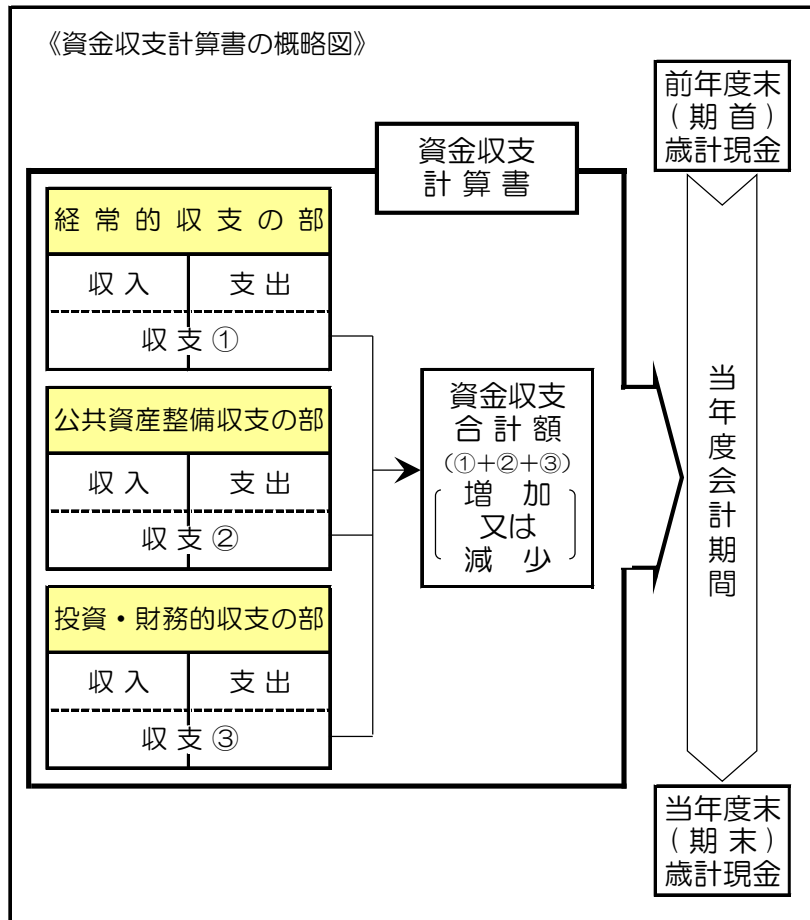 《資金収支計算書の概略図》
前年度末
(期首)
歳計現金
資金収支
計算書
経常的収支の部
収入 支出
収支①
公共資産整備収支の部
収入 支出
収支②
投資・財務的収支の部
収入 支出
収支③
資金収支
合計額
(①+②+③)
増加
又は
減少
当年度会計期間
当年度末
(期末)
歳計現金